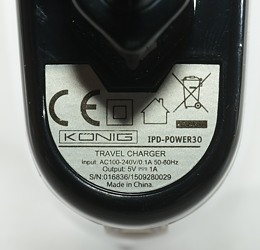 CE
KÖNIG IPD-POWER30
TRAVEL CHARGER
Input: AC100-240V/0.1A 50-60Hz
Output: 5V ⎓ 1A
S/N:016836/1509280029
Made in China.